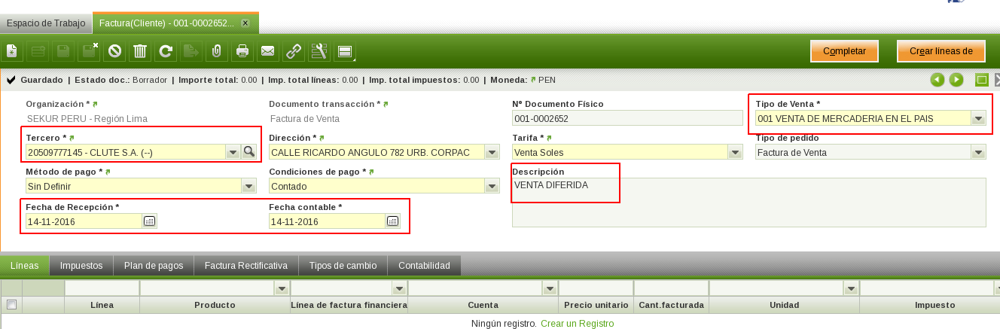 Espacio de Trabajo
Factura(Cliente) - 001-0002652...
Completar
Crear líneas de
Guardado | Estado doc.: Borrador | Importe total: 0.00 | Imp. total líneas: 0.00 | Imp. total impuestos: 0.00 | Moneda: PEN
Organización *
Documento transacción *
Nº Documento Físico
Tipo de Venta *
SEKUR PERU - Región Lima
Factura de Venta
001-0002652
001 VENTA DE MERCADERIA EN EL PAIS
Tercero *
Dirección *
Tarifa *
Tipo de pedido
20509777145 - CLUTE S.A. (--)
CALLE RICARDO ANGULO 782 URB. CORPAC
Venta Soles
Factura de Venta
Método de pago *
Condiciones de pago *
Descripción
Sin Definir
Contado
VENTA DIFERIDA
Fecha de Recepción *
Fecha contable *
14-11-2016
14-11-2016
Líneas
Impuestos
Plan de pagos
Factura Rectificativa
Tipos de cambio
Contabilidad
Línea
Producto
Línea de factura financiera
Cuenta
Precio unitario
Cant.facturada
Unidad
Impuesto
Ningún registro. Crear un Registro